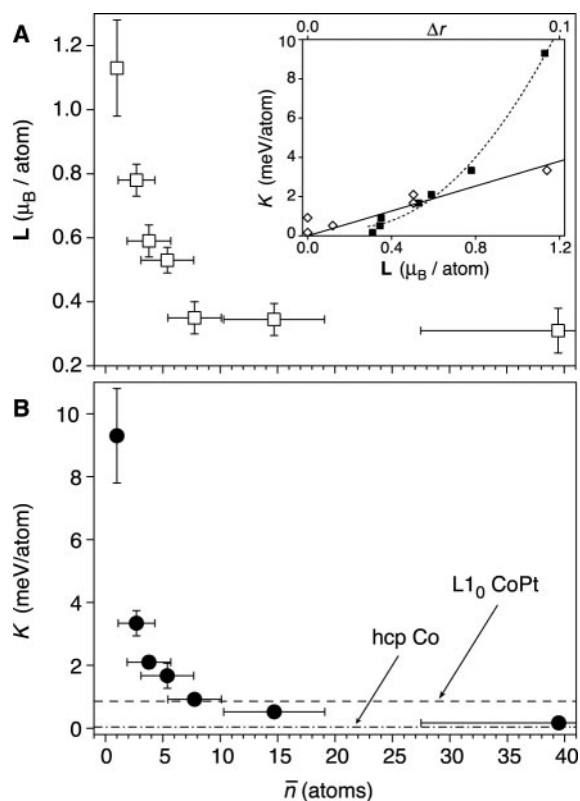 A
L (μB / atom)
1.2
1.0
0.8
0.6
0.4
0.2
0.0 Δr 0.1
K (meV/atom)
10
8
6
4
2
0
0 0.4 0.8 1.2
L (μB / atom)
B
K (meV/atom)
10
8
6
4
2
0
L1₀ CoPt
hcp Co
0 5 10 15 20 25 30 35 40
n̅ (atoms)